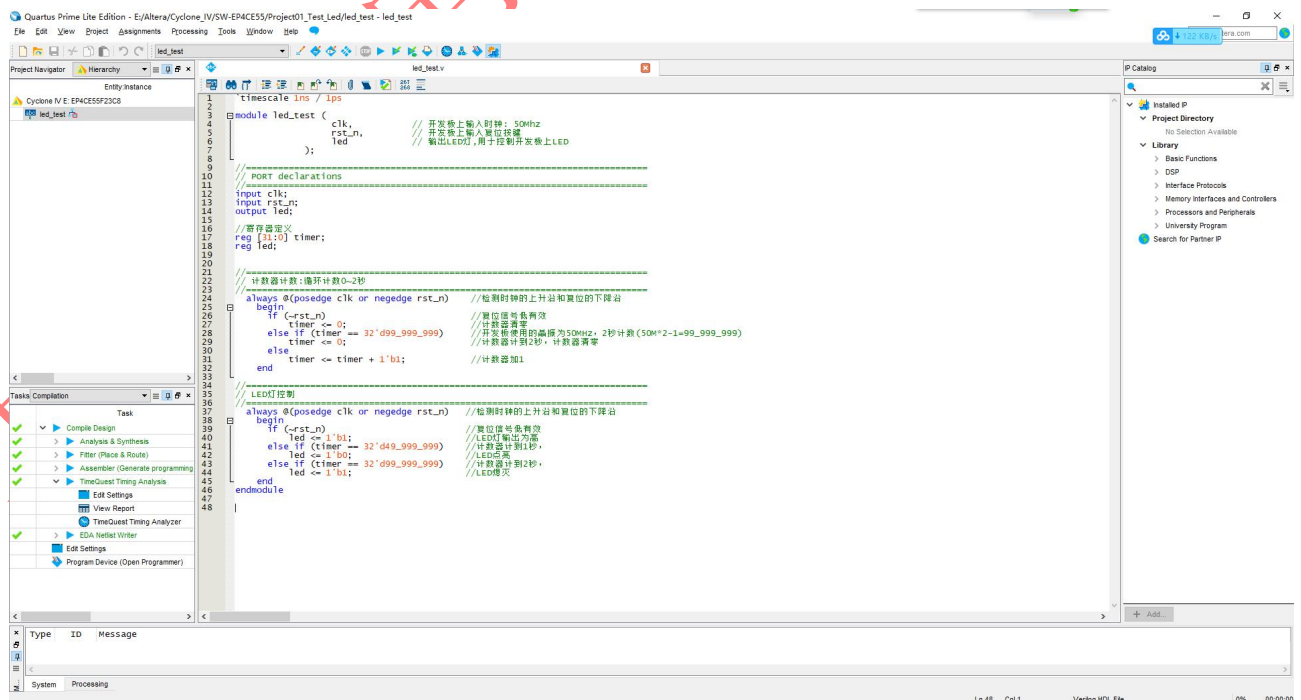 Quartus Prime Lite Edition - E:/Altera/Cyclone_IV/SW-EP4CE55/Project01_Test_Led/led_test - led_test
File Edit View Project Assignments Processing Tools Window Help
122 KB/s tera.com
led_test
Project Navigator Hierarchy
Entity:Instance
Cyclone IV E: EP4CE55F23C8
led_test
led_test.v
1 `timescale 1ns / 1ps
2
3 module led_test (
4 clk, // 开发板上输入时钟: 50Mhz
5 rst_n, // 开发板上输入复位按键
6 led // 输出LED灯,用于控制开发板上LED
7 );
8
9 //===========================================================================
10 // PORT declarations
11 //===========================================================================
12 input clk;
13 input rst_n;
14 output led;
15
16 //寄存器定义
17 reg [31:0] timer;
18 reg led;
19
20
21 //===========================================================================
22 // 计数器计数:循环计数0~2秒
23 //===========================================================================
24 always @(posedge clk or negedge rst_n) //检测时钟的上升沿和复位的下降沿
25 begin
26 if (~rst_n) //复位信号低有效
27 timer <= 0; //计数器清零
28 else if (timer == 32'd99_999_999) //开发板使用的晶振为50MHz，2秒计数(50M*2-1=99_999_999)
29 timer <= 0; //计数器计到2秒，计数器清零
30 else
31 timer <= timer + 1'b1; //计数器加1
32 end
33
34 //===========================================================================
35 // LED灯控制
36 //===========================================================================
37 always @(posedge clk or negedge rst_n) //检测时钟的上升沿和复位的下降沿
38 begin
39 if (~rst_n) //复位信号低有效
40 led <= 1'b1; //LED灯输出为高
41 else if (timer == 32'd49_999_999) //计数器计到1秒，
42 led <= 1'b0; //LED点亮
43 else if (timer == 32'd99_999_999) //计数器计到2秒，
44 led <= 1'b1; //LED熄灭
45 end
46 endmodule
47
48
Tasks Compilation
Task
Compile Design
Analysis & Synthesis
Fitter (Place & Route)
Assembler (Generate programming
TimeQuest Timing Analysis
Edit Settings
View Report
TimeQuest Timing Analyzer
EDA Netlist Writer
Edit Settings
Program Device (Open Programmer)
IP Catalog
Installed IP
Project Directory
No Selection Available
Library
Basic Functions
DSP
Interface Protocols
Memory Interfaces and Controllers
Processors and Peripherals
University Program
Search for Partner IP
+ Add...
Type ID Message
System Processing
Ln 48 Col 1 Verilog HDL File 0% 00:00:00